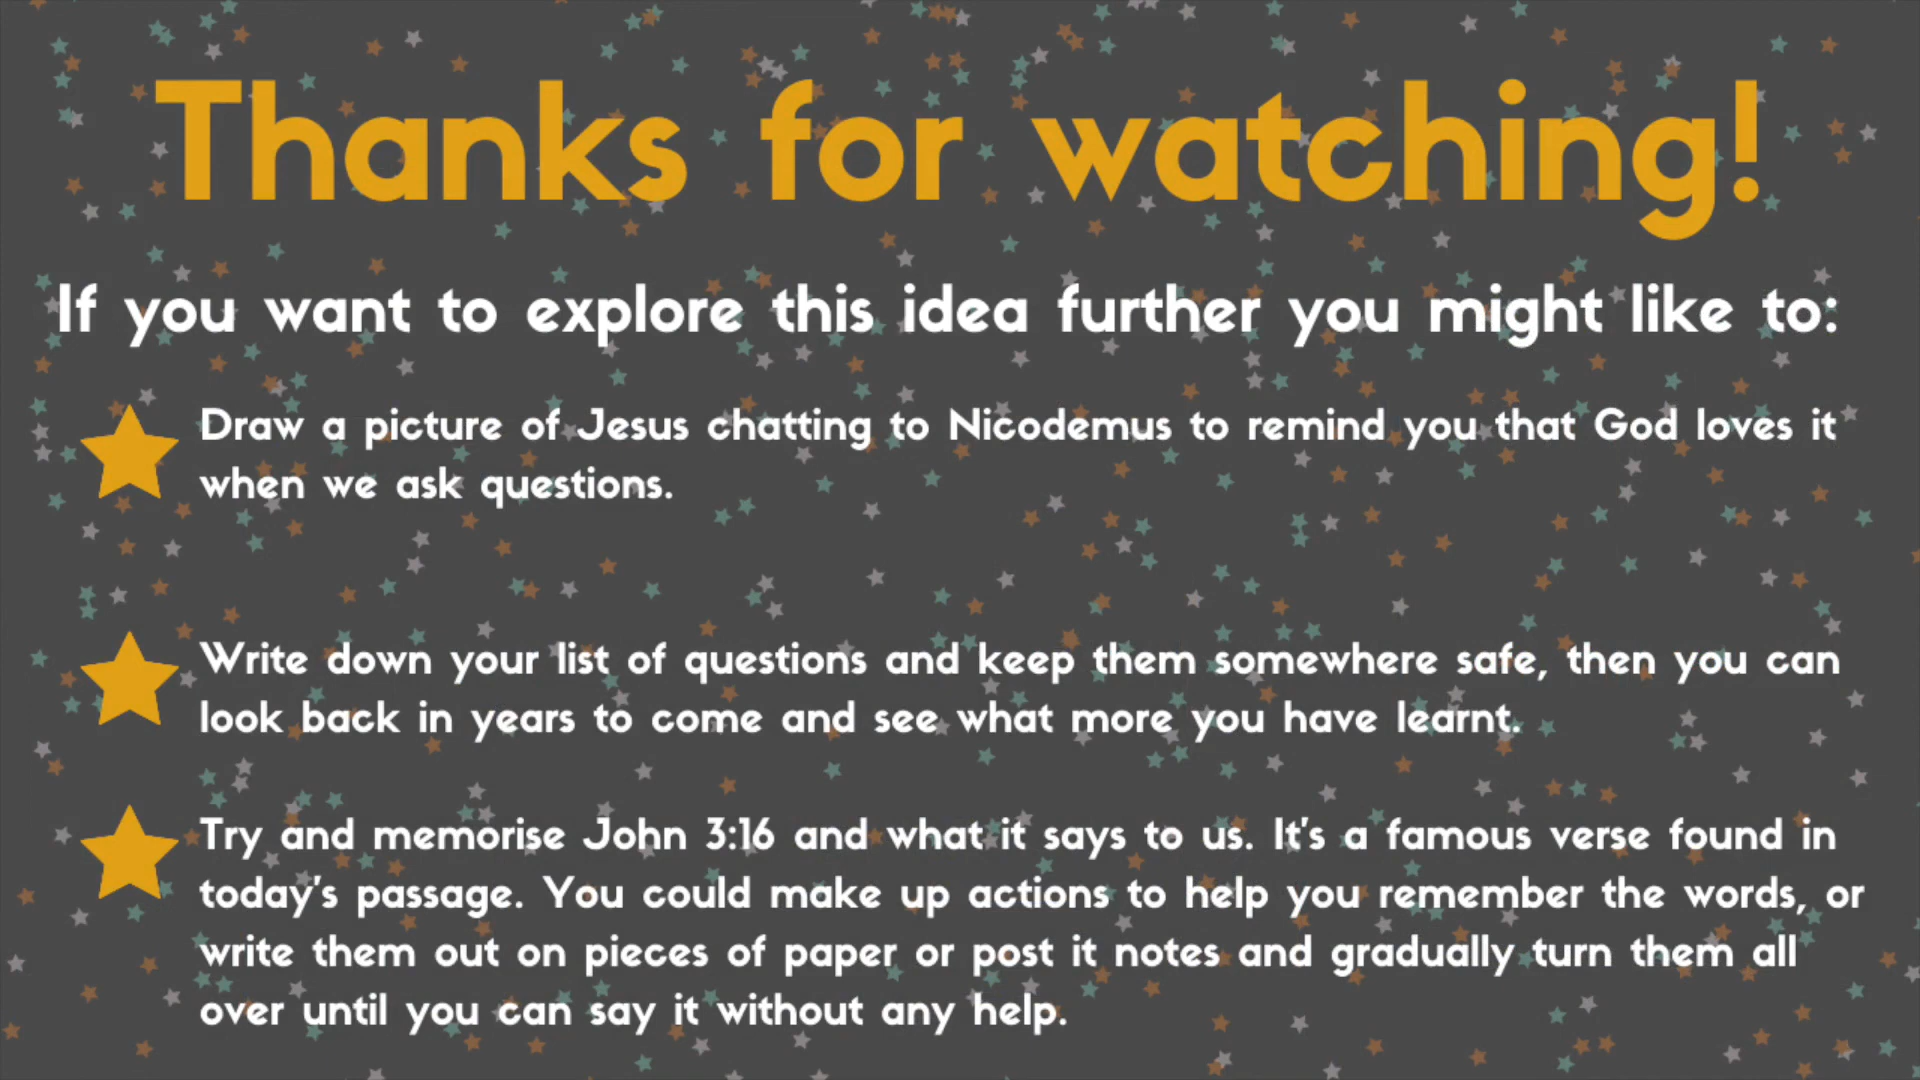 Thanks for watching!
If you want to explore this idea further you might like to:
Draw a picture of Jesus chatting to Nicodemus to remind you that God loves it
when we ask questions.
Write down your list of questions and keep them somewhere safe, then you can
look back in years to come and see what more you have learnt.
Try and memorise John 3:16 and what it says to us. It's a famous verse found in
today's passage. You could make up actions to help you remember the words, or
write them out on pieces of paper or post it notes and gradually turn them all
over until you can say it without any help.